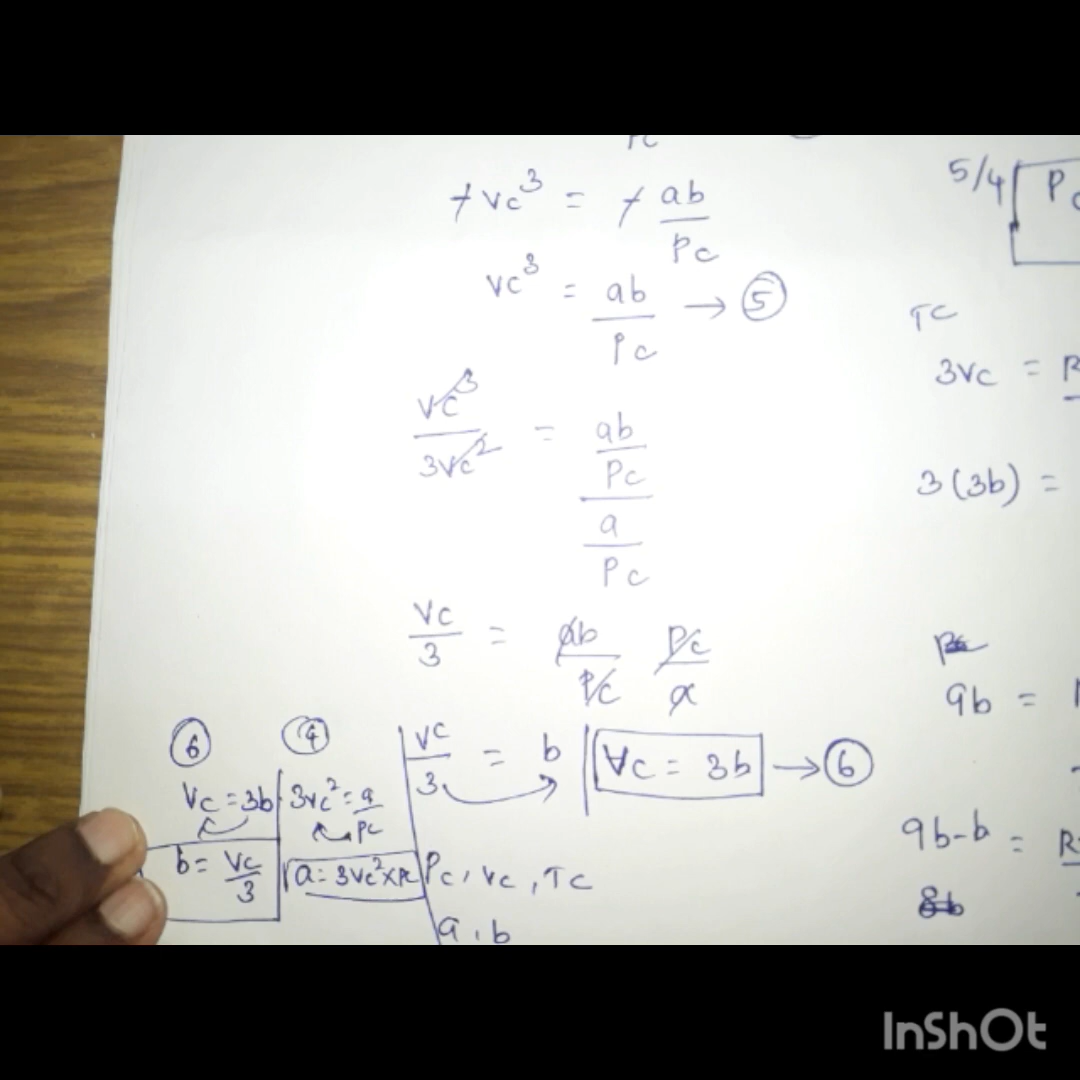 Pc
-Vc³ = - ab/Pc
Vc³ = ab/Pc → ⑤
Vc³/3Vc² = ab/Pc / a/Pc
Vc/3 = ab/Pc Pc/a
Vc/3 = b | Vc = 3b → ⑥
⑥
Vc = 3b
b = Vc/3
④
3Vc² = a/Pc
a = 3Vc² x Pc
Pc, Vc, Tc
a, b
5/4
Pc
TC
3Vc = R
3(3b) =
9b =
9b-b = R
8b
InShOt